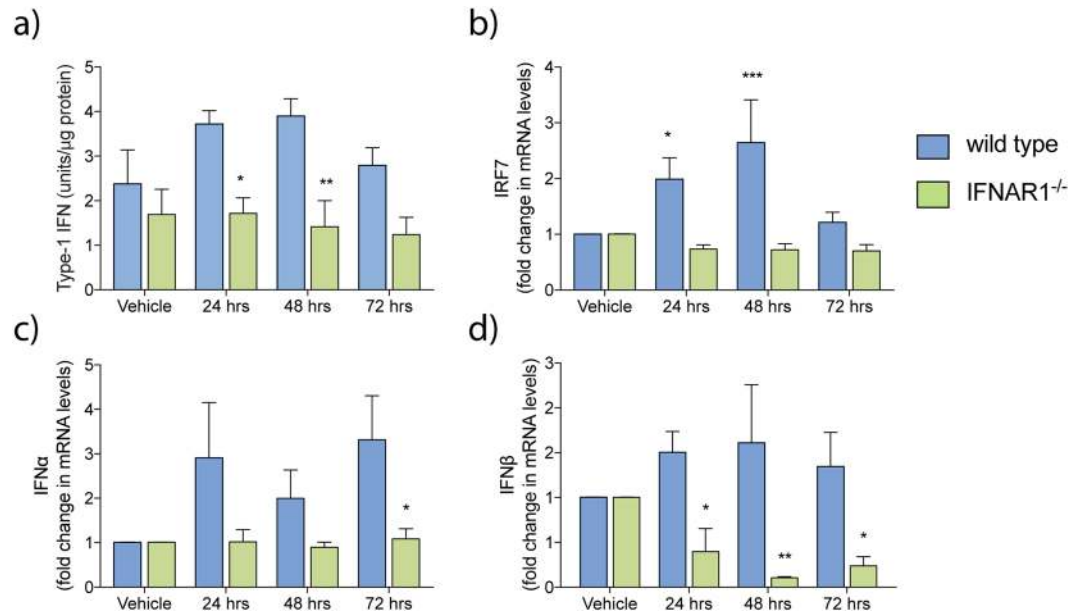 a)
Type-1 IFN (units/µg protein)
5
4
3
2
1
0
*
**
Vehicle
24 hrs
48 hrs
72 hrs
b)
IRF7
(fold change in mRNA levels)
4
3
2
1
0
*
***
Vehicle
24 hrs
48 hrs
72 hrs
wild type
IFNAR1-/-
c)
IFNα
(fold change in mRNA levels)
5
4
3
2
1
0
*
Vehicle
24 hrs
48 hrs
72 hrs
d)
IFNβ
(fold change in mRNA levels)
3
2
2
1
1
0
*
**
*
Vehicle
24 hrs
48 hrs
72 hrs